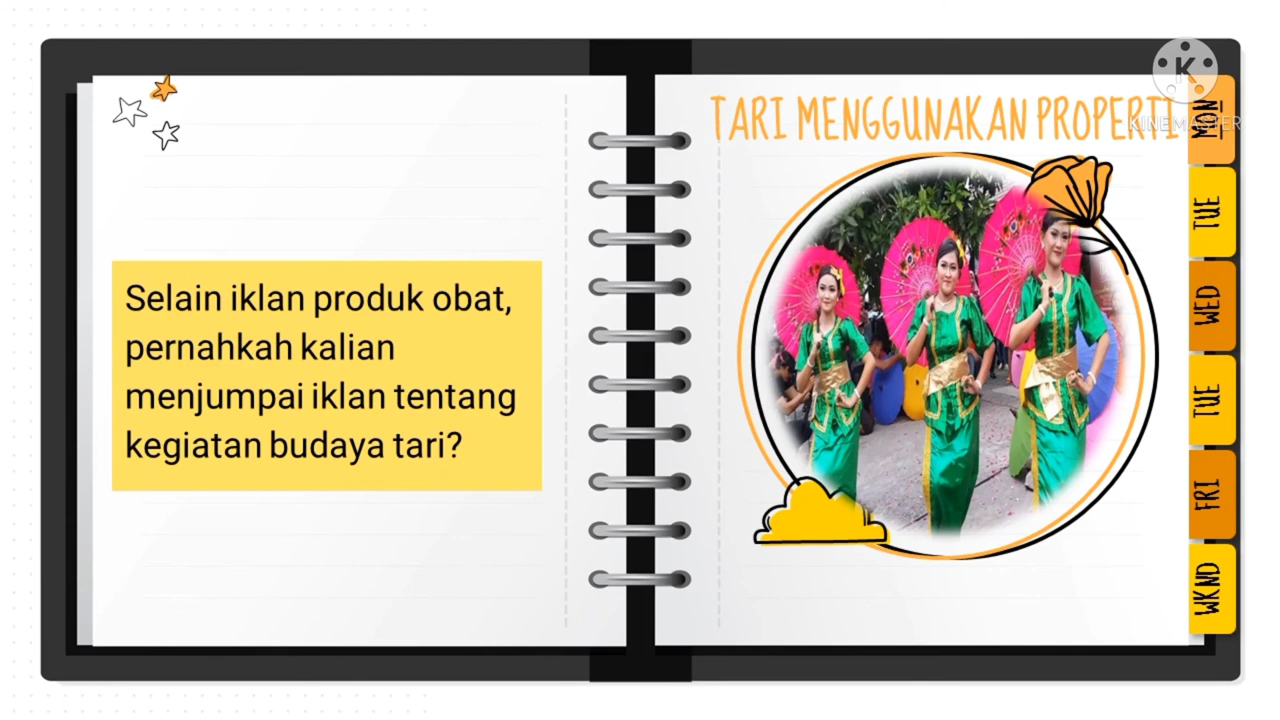 TARI MENGGUNAKAN PROPERTI
Selain iklan produk obat,
pernahkah kalian
menjumpai iklan tentang
kegiatan budaya tari?
K
KINEMASTER
MON
TUE
WED
TUE
FRI
WKND